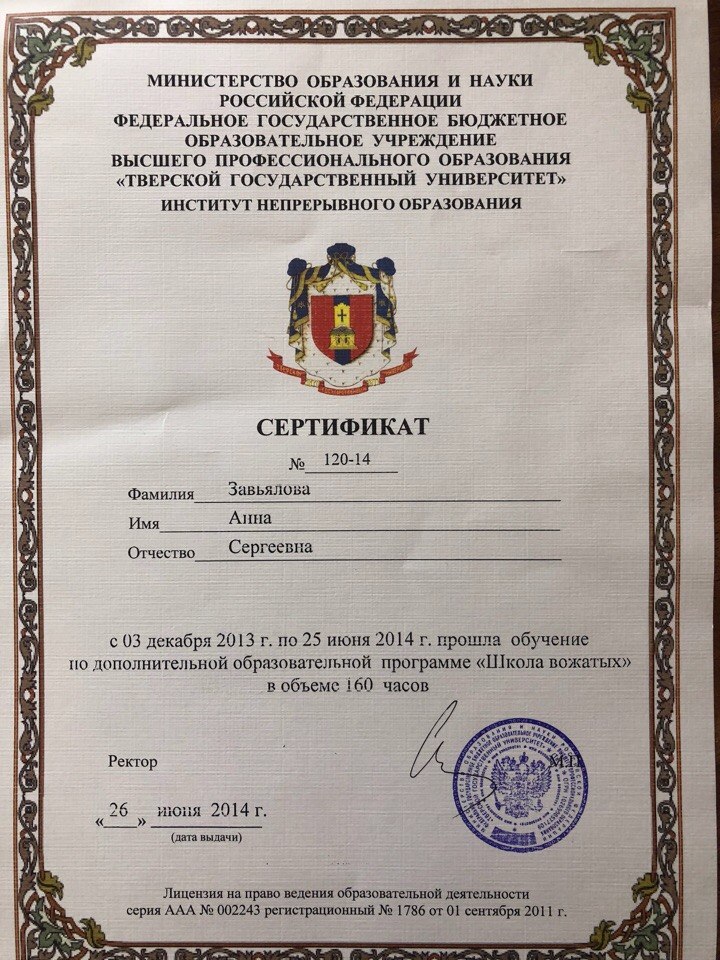 МИНИСТЕРСТВО ОБРАЗОВАНИЯ И НАУКИ
РОССИЙСКОЙ ФЕДЕРАЦИИ
ФЕДЕРАЛЬНОЕ ГОСУДАРСТВЕННОЕ БЮДЖЕТНОЕ
ОБРАЗОВАТЕЛЬНОЕ УЧРЕЖДЕНИЕ
ВЫСШЕГО ПРОФЕССИОНАЛЬНОГО ОБРАЗОВАНИЯ
«ТВЕРСКОЙ ГОСУДАРСТВЕННЫЙ УНИВЕРСИТЕТ»
ИНСТИТУТ НЕПРЕРЫВНОГО ОБРАЗОВАНИЯ
СЕРТИФИКАТ
№ 120-14
Фамилия Завьялова
Имя Анна
Отчество Сергеевна
с 03 декабря 2013 г. по 25 июня 2014 г. прошла обучение
по дополнительной образовательной программе «Школа вожатых»
в объеме 160 часов
Ректор
М.П.
«26» июня 2014 г.
(дата выдачи)
Лицензия на право ведения образовательной деятельности
серия ААА № 002243 регистрационный № 1786 от 01 сентября 2011 г.